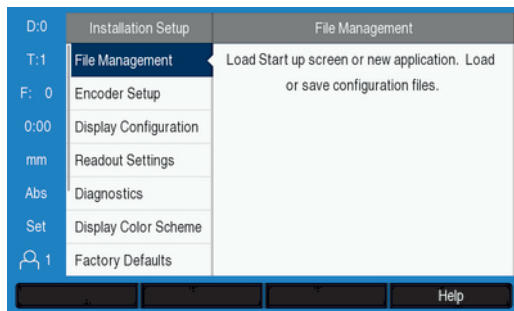 D:0
T:1
F: 0
0:00
mm
Abs
Set
1
Installation Setup
File Management
Encoder Setup
Display Configuration
Readout Settings
Diagnostics
Display Color Scheme
Factory Defaults
File Management
Load Start up screen or new application. Load
or save configuration files.
Help